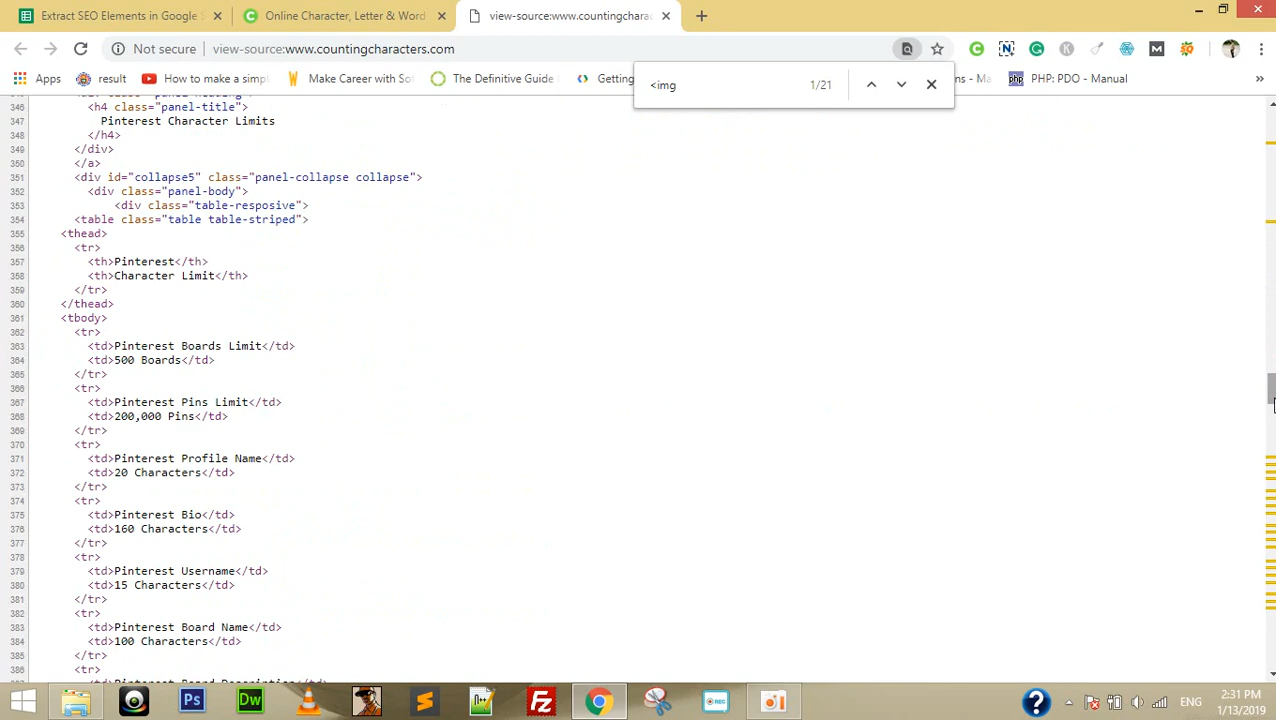 Extract SEO Elements in Google S
Online Character, Letter & Word
view-source:www.countingcharac
Not secure
view-source:www.countingcharacters.com
Apps
result
How to make a simpl
Make Career with Sof
The Definitive Guide
Getting
ns - Ma
PHP: PDO - Manual
»
<img
1/21
346 <h4 class="panel-title">
347 Pinterest Character Limits
348 </h4>
349 </div>
350 </a>
351 <div id="collapse5" class="panel-collapse collapse">
352 <div class="panel-body">
353 <div class="table-resposive">
354 <table class="table table-striped">
355 <thead>
356 <tr>
357 <th>Pinterest</th>
358 <th>Character Limit</th>
359 </tr>
360 </thead>
361 <tbody>
362 <tr>
363 <td>Pinterest Boards Limit</td>
364 <td>500 Boards</td>
365 </tr>
366 <tr>
367 <td>Pinterest Pins Limit</td>
368 <td>200,000 Pins</td>
369 </tr>
370 <tr>
371 <td>Pinterest Profile Name</td>
372 <td>20 Characters</td>
373 </tr>
374 <tr>
375 <td>Pinterest Bio</td>
376 <td>160 Characters</td>
377 </tr>
378 <tr>
379 <td>Pinterest Username</td>
380 <td>15 Characters</td>
381 </tr>
382 <tr>
383 <td>Pinterest Board Name</td>
384 <td>100 Characters</td>
385 </tr>
386 <tr>
Ps
Dw
Fz
REC
ENG
2:31 PM
1/13/2019